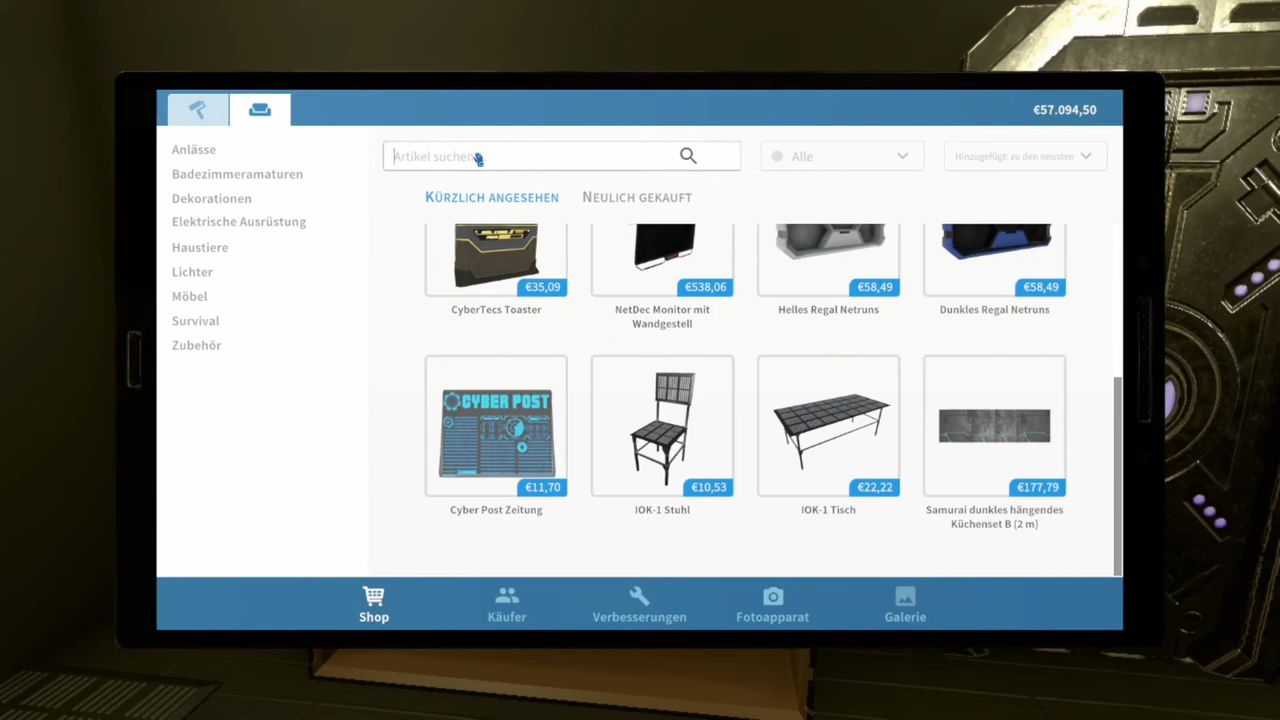 €57.094,50
Anlässe
Badezimmeramaturen
Dekorationen
Elektrische Ausrüstung
Haustiere
Lichter
Möbel
Survival
Zubehör
Artikel suchen
Alle
Hinzugefügt: zu den neusten
KÜRZLICH ANGESEHEN
NEULICH GEKAUFT
€35,09
€538,06
€58,49
€58,49
CyberTecs Toaster
NetDec Monitor mit
Wandgestell
Helles Regal Netruns
Dunkles Regal Netruns
CYBER POST
€11,70
€10,53
€22,22
€177,79
Cyber Post Zeitung
IOK-1 Stuhl
IOK-1 Tisch
Samurai dunkles hängendes
Küchenset B (2 m)
Shop
Käufer
Verbesserungen
Fotoapparat
Galerie